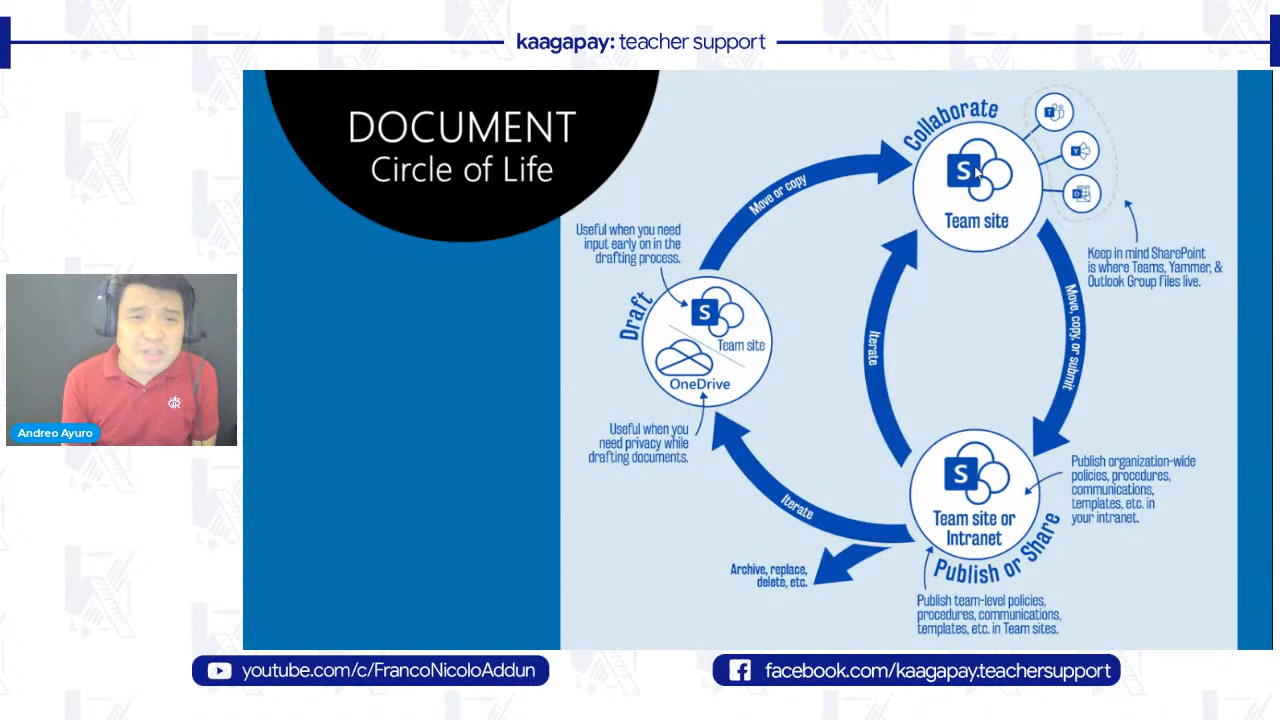 kaagapay: teacher support
DOCUMENT
Circle of Life
Collaborate
T
Y
S
O
Team site
Move or copy
Keep in mind SharePoint
is where Teams, Yammer, &
Outlook Group files live.
Useful when you need
input early on in the
drafting process.
Draft
S
Team site
OneDrive
Useful when you
need privacy while
drafting documents.
Iterate
Move, copy, or submit
S
Team site or
Intranet
Publish or Share
Publish organization-wide
policies, procedures,
communications,
templates, etc. in
your intranet.
Iterate
Archive, replace,
delete, etc.
Publish team-level policies,
procedures, communications,
templates, etc. in Team sites.
Andreo Ayuro
youtube.com/c/FrancoNicoloAddun
facebook.com/kaagapay.teachersupport